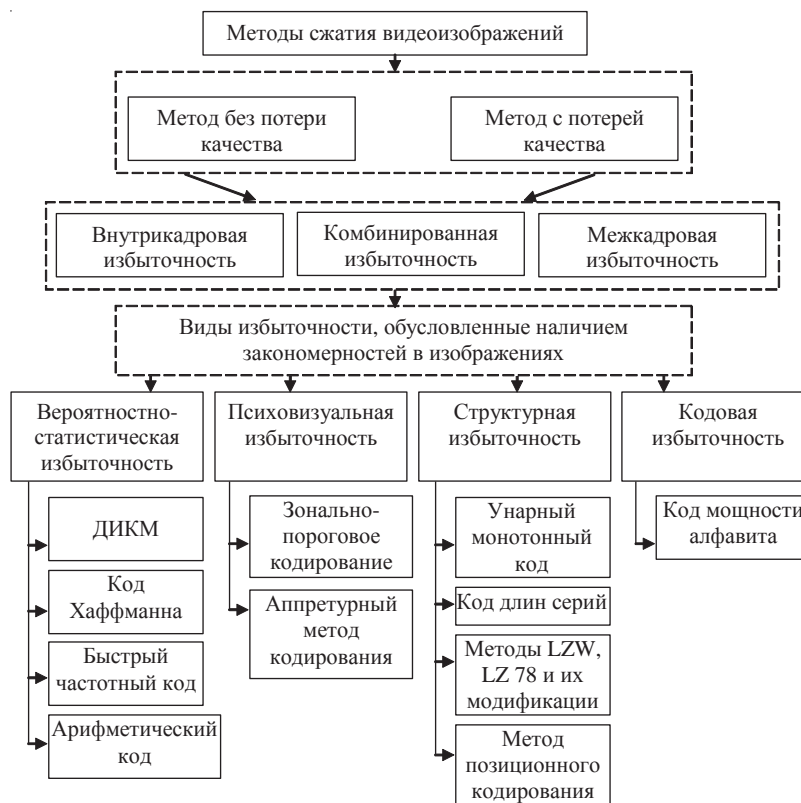 Методы сжатия видеоизображений
Метод без потери
качества
Метод с потерей
качества
Внутрикадровая
избыточность
Комбинированная
избыточность
Межкадровая
избыточность
Виды избыточности, обусловленные наличием
закономерностей в изображениях
Вероятностно-
статистическая
избыточность
ДИКМ
Код
Хаффманна
Быстрый
частотный код
Арифметический
код
Психовизуальная
избыточность
Зонально-
пороговое
кодирование
Аппретурный
метод
кодирования
Структурная
избыточность
Унарный
монотонный
код
Код длин серий
Методы LZW,
LZ 78 и их
модификации
Метод
позиционного
кодирования
Кодовая
избыточность
Код мощности
алфавита